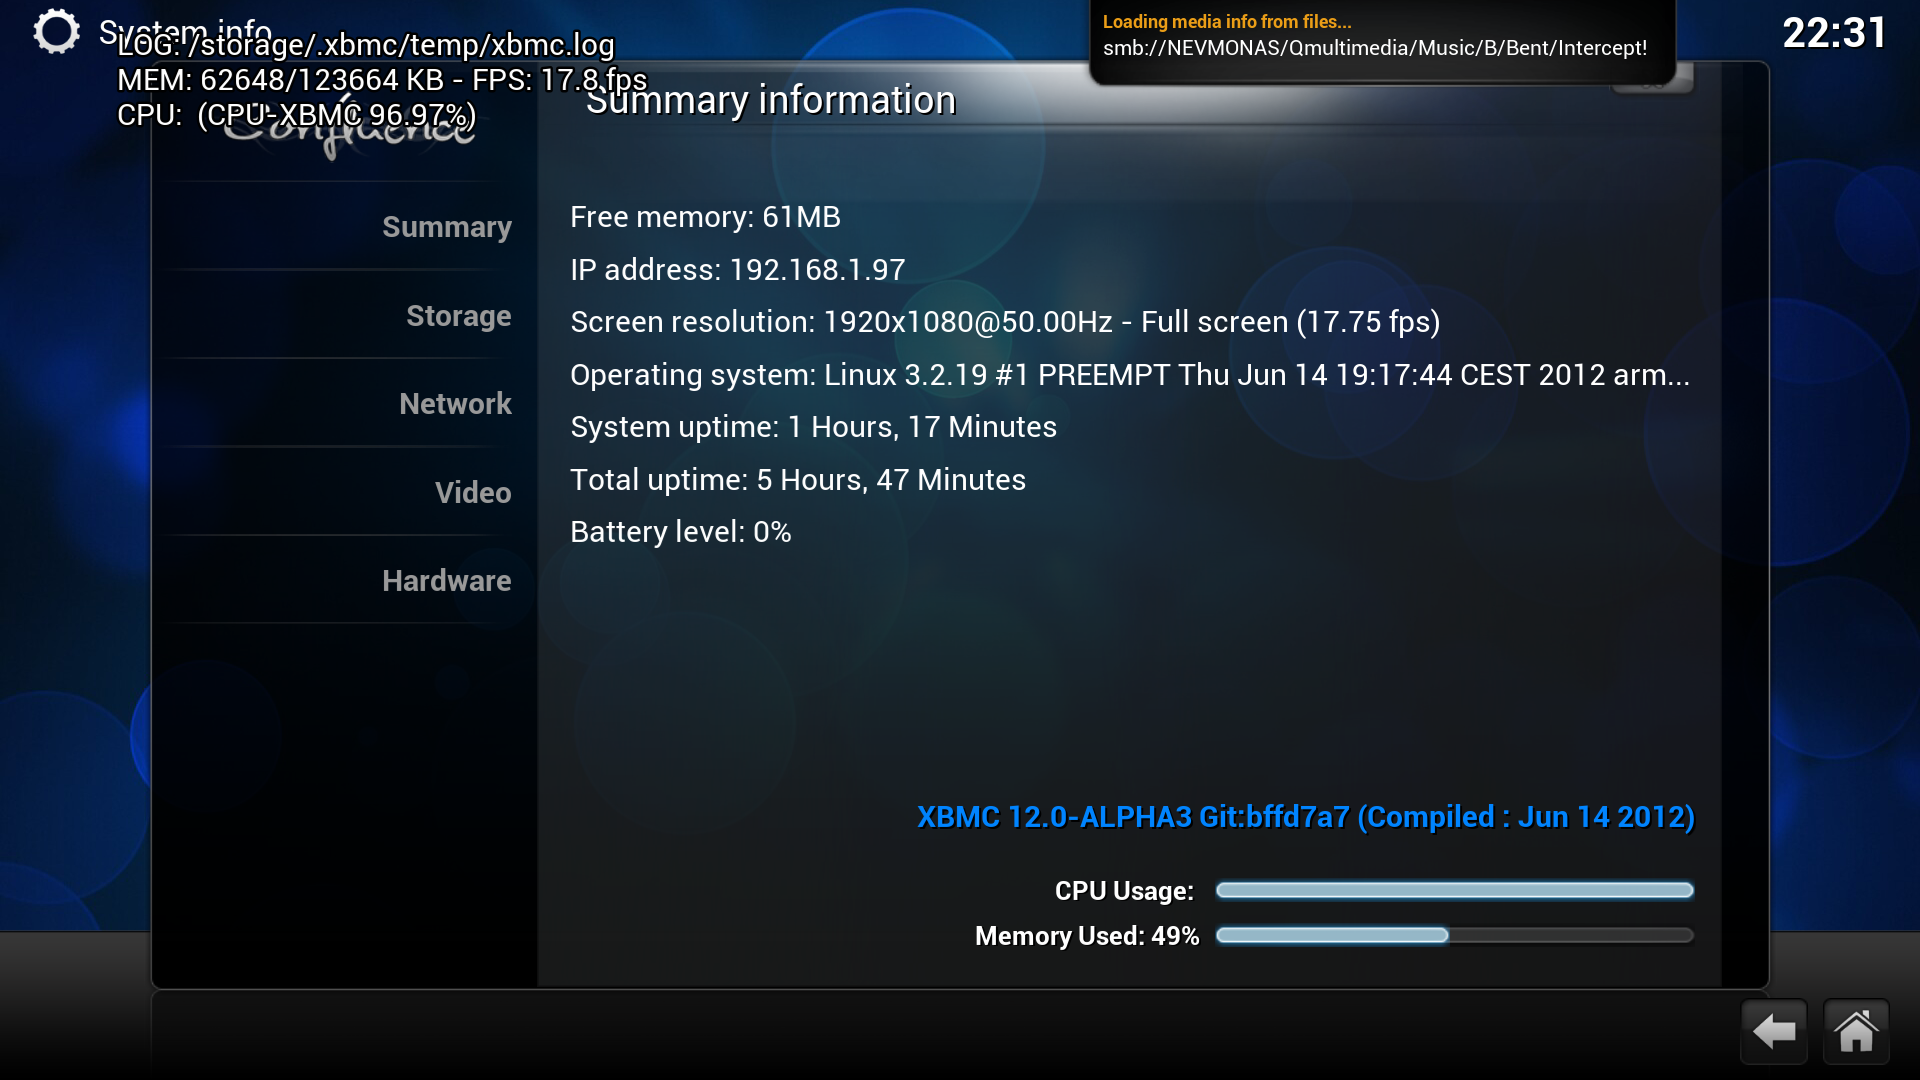 System info
LOG: /storage/.xbmc/temp/xbmc.log
MEM: 62648/123664 KB - FPS: 17.8 fps
CPU: (CPU-XBMC 96.97%)
Loading media info from files...
smb://NEVMONAS/Qmultimedia/Music/B/Bent/Intercept!
22:31
Confluence
Summary information
Summary
Storage
Network
Video
Hardware
Free memory: 61MB
IP address: 192.168.1.97
Screen resolution: 1920x1080@50.00Hz - Full screen (17.75 fps)
Operating system: Linux 3.2.19 #1 PREEMPT Thu Jun 14 19:17:44 CEST 2012 arm...
System uptime: 1 Hours, 17 Minutes
Total uptime: 5 Hours, 47 Minutes
Battery level: 0%
XBMC 12.0-ALPHA3 Git:bffd7a7 (Compiled : Jun 14 2012)
CPU Usage:
Memory Used: 49%